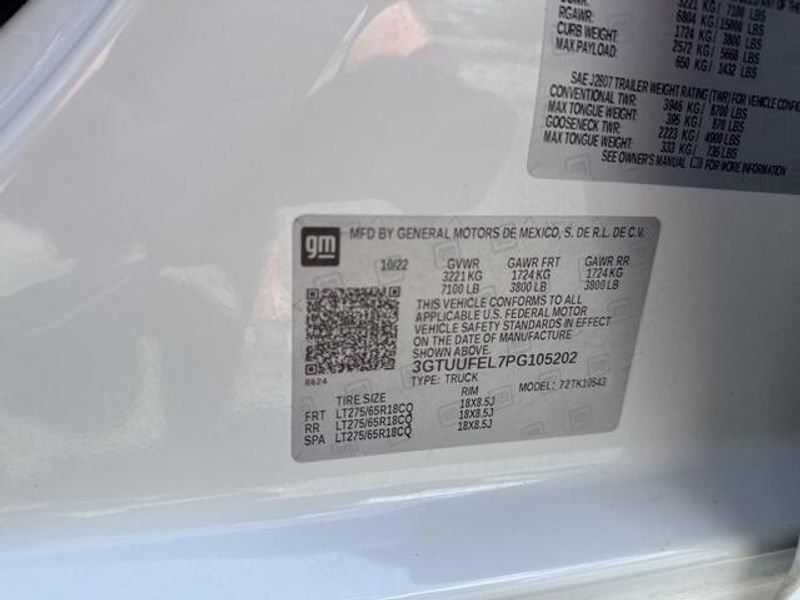 3221 KG / 7100 LBS
RGAWR: 6804 KG / 15000 LBS
CURB WEIGHT: 1724 KG / 3800 LBS
MAX PAYLOAD: 2572 KG / 5668 LBS
650 KG / 1432 LBS
SAE J2807 TRAILER WEIGHT RATING (TWR) FOR VEHICLE
CONVENTIONAL TWR: 3946 KG / 8700 LBS
MAX TONGUE WEIGHT: 395 KG / 870 LBS
GOOSENECK TWR: 2223 KG / 4900 LBS
MAX TONGUE WEIGHT: 333 KG / 735 LBS
SEE OWNER'S MANUAL FOR MORE INFORMATION
gm MFD BY GENERAL MOTORS DE MEXICO, S. DE R.L. DE C.V.
10/22 GVWR GAWR FRT GAWR RR
3221 KG 1724 KG 1724 KG
7100 LB 3800 LB 3800 LB
THIS VEHICLE CONFORMS TO ALL
APPLICABLE U.S. FEDERAL MOTOR
VEHICLE SAFETY STANDARDS IN EFFECT
ON THE DATE OF MANUFACTURE
SHOWN ABOVE
3GTUUFEL7PG105202
8624 TYPE: TRUCK MODEL: 72TK10543
TIRE SIZE RIM
FRT LT275/65R18CQ 18X8.5J
RR LT275/65R18CQ 18X8.5J
SPA LT275/65R18CQ 18X8.5J